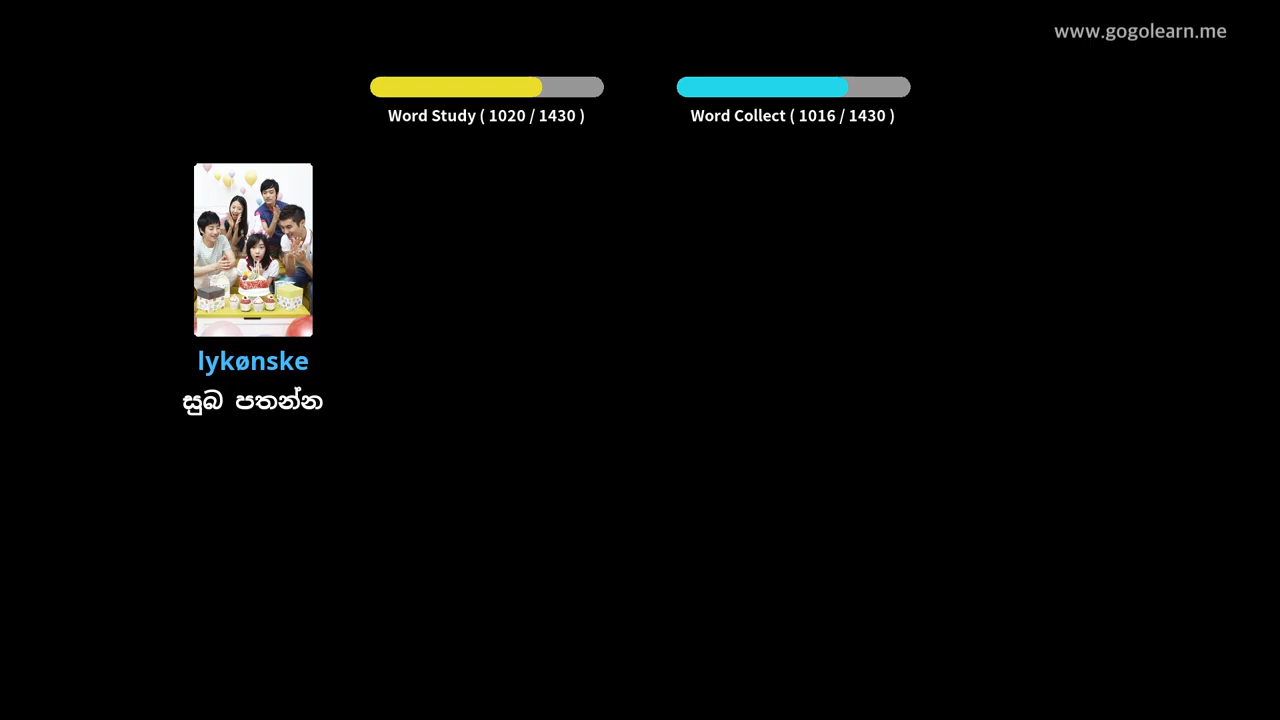 www.gogolearn.me
Word Study ( 1020 / 1430 )
Word Collect ( 1016 / 1430 )
lykønske
සුබ පතන්න